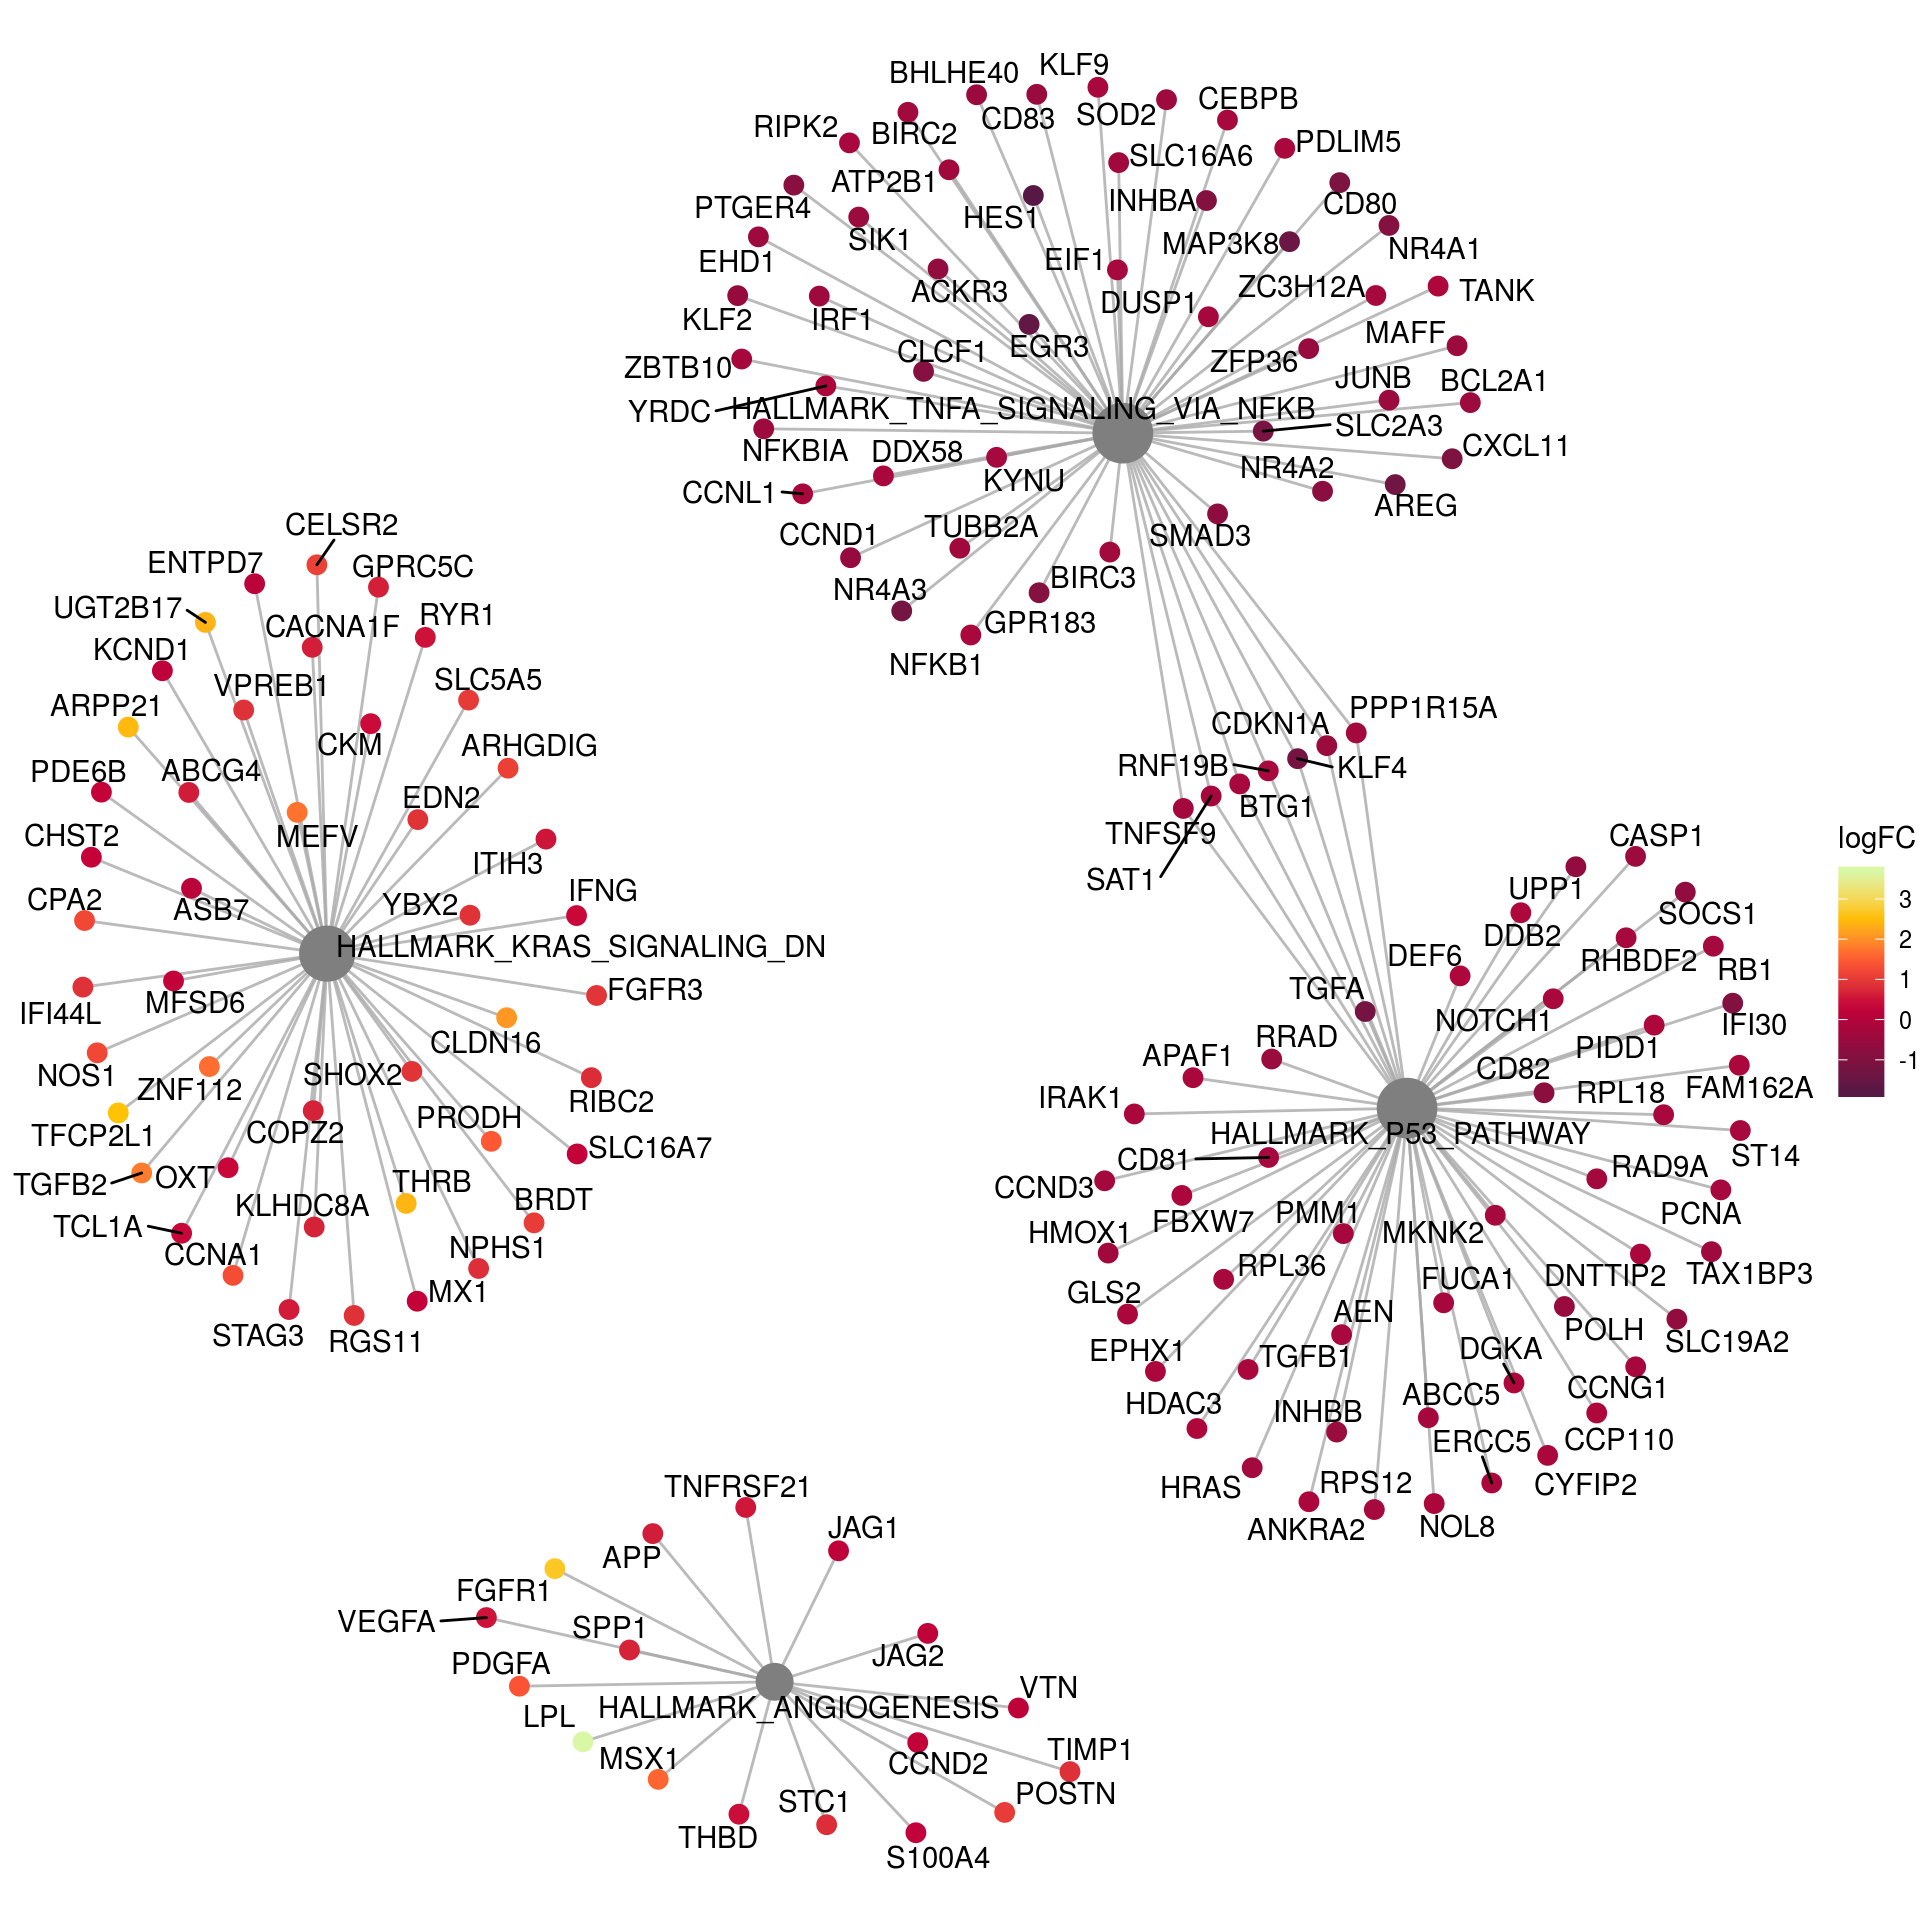 KLF9
BHLHE40
CD83
SOD2
CEBPB
RIPK2
BIRC2
PDLIM5
SLC16A6
ATP2B1
INHBA
CD80
PTGER4
HES1
SIK1
MAP3K8
NR4A1
EHD1
EIF1
ACKR3
ZC3H12A
TANK
DUSP1
KLF2
IRF1
MAFF
EGR3
CLCF1
ZFP36
ZBTB10
JUNB
BCL2A1
YRDC
HALLMARK_TNFA_SIGNALING_VIA_NFKB
SLC2A3
NFKBIA
DDX58
CXCL11
KYNU
NR4A2
CCNL1
AREG
CCND1
TUBB2A
SMAD3
NR4A3
BIRC3
GPR183
NFKB1
CELSR2
ENTPD7
GPRC5C
UGT2B17
CACNA1F
RYR1
KCND1
VPREB1
SLC5A5
ARPP21
CKM
ARHGDIG
PDE6B
ABCG4
EDN2
CHST2
MEFV
ITIH3
CPA2
ASB7
YBX2
IFNG
HALLMARK_KRAS_SIGNALING_DN
IFI44L
MFSD6
FGFR3
CLDN16
NOS1
ZNF112
SHOX2
RIBC2
TFCP2L1
COPZ2
PRODH
SLC16A7
TGFB2
OXT
THRB
KLHDC8A
BRDT
TCL1A
CCNA1
NPHS1
MX1
STAG3
RGS11
PPP1R15A
CDKN1A
RNF19B
KLF4
BTG1
TNFSF9
SAT1
CASP1
UPP1
SOCS1
DDB2
RHBDF2
RB1
DEF6
TGFA
NOTCH1
IFI30
RRAD
PIDD1
APAF1
CD82
RPL18
FAM162A
IRAK1
HALLMARK_P53_PATHWAY
CD81
ST14
RAD9A
CCND3
FBXW7
PMM1
PCNA
HMOX1
MKNK2
RPL36
FUCA1
DNTTIP2
TAX1BP3
GLS2
AEN
POLH
SLC19A2
EPHX1
TGFB1
DGKA
CCNG1
HDAC3
INHBB
ABCC5
ERCC5
CCP110
HRAS
RPS12
CYFIP2
ANKRA2
NOL8
logFC
3
2
1
0
-1
TNFRSF21
JAG1
APP
FGFR1
VEGFA
SPP1
JAG2
PDGFA
VTN
LPL
HALLMARK_ANGIOGENESIS
MSX1
CCND2
TIMP1
STC1
POSTN
THBD
S100A4